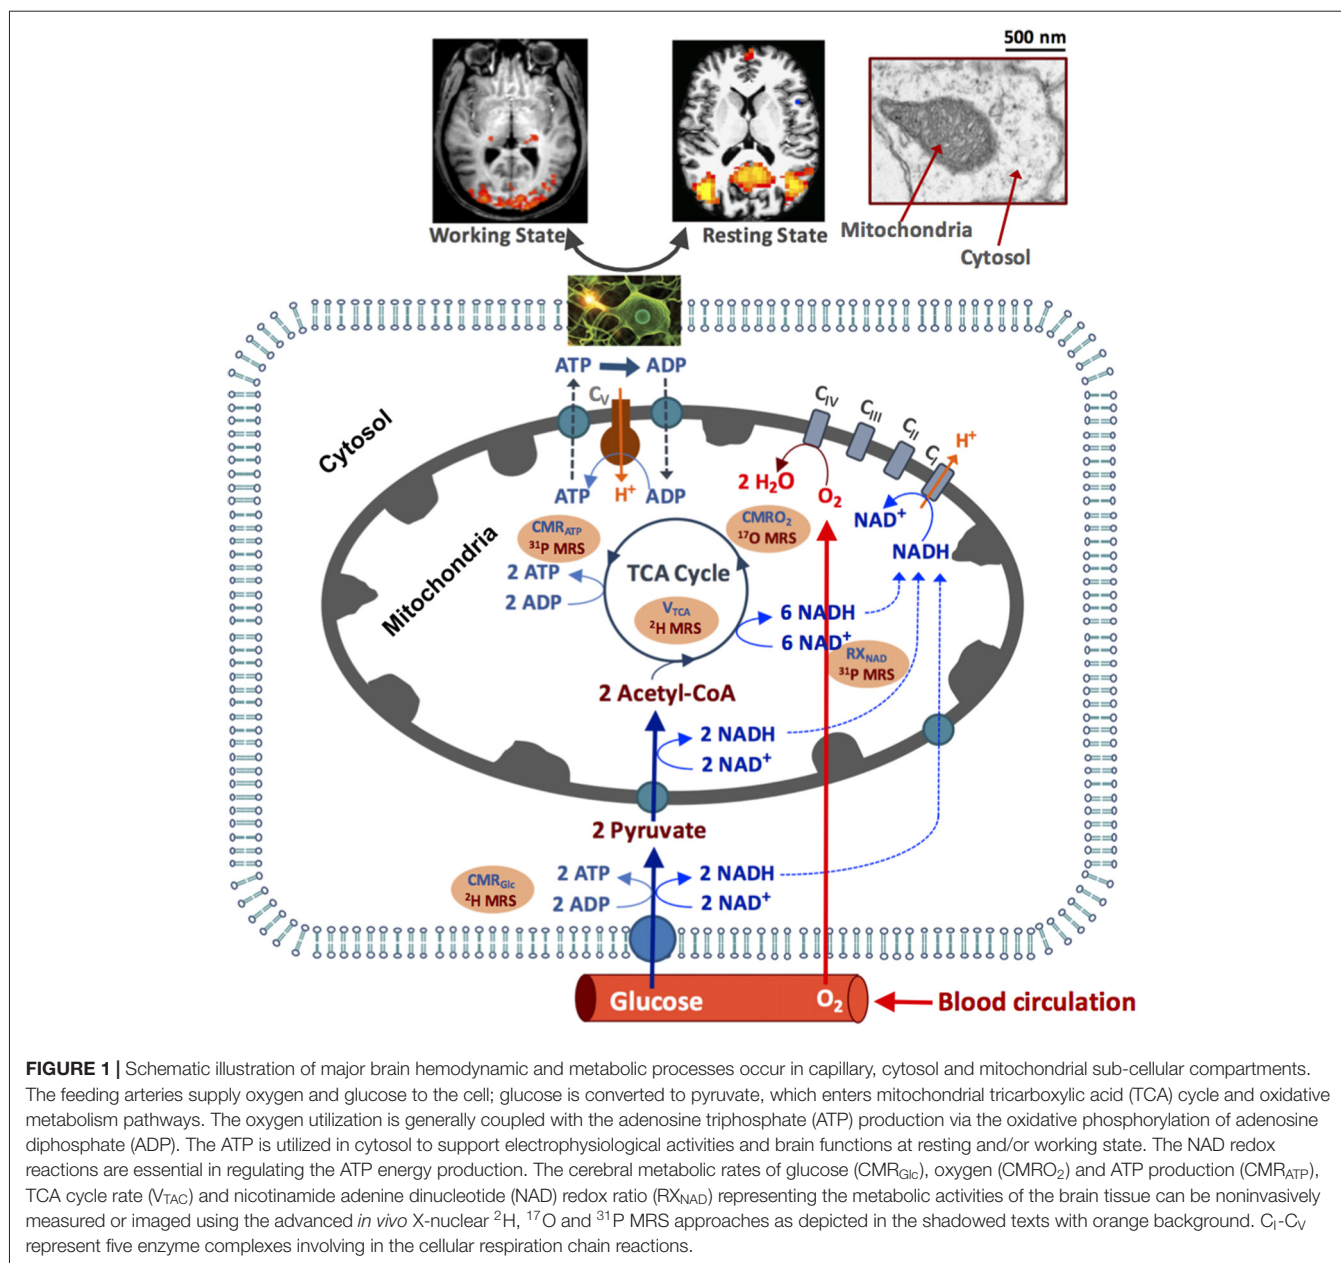 500 nm
Working State
Resting State
Mitochondria
Cytosol
ATP
ADP
C_V
C_IV
C_III
C_II
C_I
H⁺
Cytosol
Mitochondria
ATP
H⁺
ADP
2 H₂O
O₂
NAD⁺
NADH
CMR_ATP
³¹P MRS
CMRO₂
¹⁷O MRS
2 ATP
2 ADP
TCA Cycle
V_TCA
²H MRS
6 NADH
6 NAD⁺
RX_NAD
³¹P MRS
2 Acetyl-CoA
2 NADH
2 NAD⁺
2 Pyruvate
CMR_Glc
²H MRS
2 ATP
2 ADP
2 NADH
2 NAD⁺
Glucose
O₂
Blood circulation
FIGURE 1 | Schematic illustration of major brain hemodynamic and metabolic processes occur in capillary, cytosol and mitochondrial sub-cellular compartments.
The feeding arteries supply oxygen and glucose to the cell; glucose is converted to pyruvate, which enters mitochondrial tricarboxylic acid (TCA) cycle and oxidative
metabolism pathways. The oxygen utilization is generally coupled with the adenosine triphosphate (ATP) production via the oxidative phosphorylation of adenosine
diphosphate (ADP). The ATP is utilized in cytosol to support electrophysiological activities and brain functions at resting and/or working state. The NAD redox
reactions are essential in regulating the ATP energy production. The cerebral metabolic rates of glucose (CMR_Glc), oxygen (CMRO₂) and ATP production (CMR_ATP),
TCA cycle rate (V_TAC) and nicotinamide adenine dinucleotide (NAD) redox ratio (RX_NAD) representing the metabolic activities of the brain tissue can be noninvasively
measured or imaged using the advanced in vivo X-nuclear ²H, ¹⁷O and ³¹P MRS approaches as depicted in the shadowed texts with orange background. C_I-C_V
represent five enzyme complexes involving in the cellular respiration chain reactions.